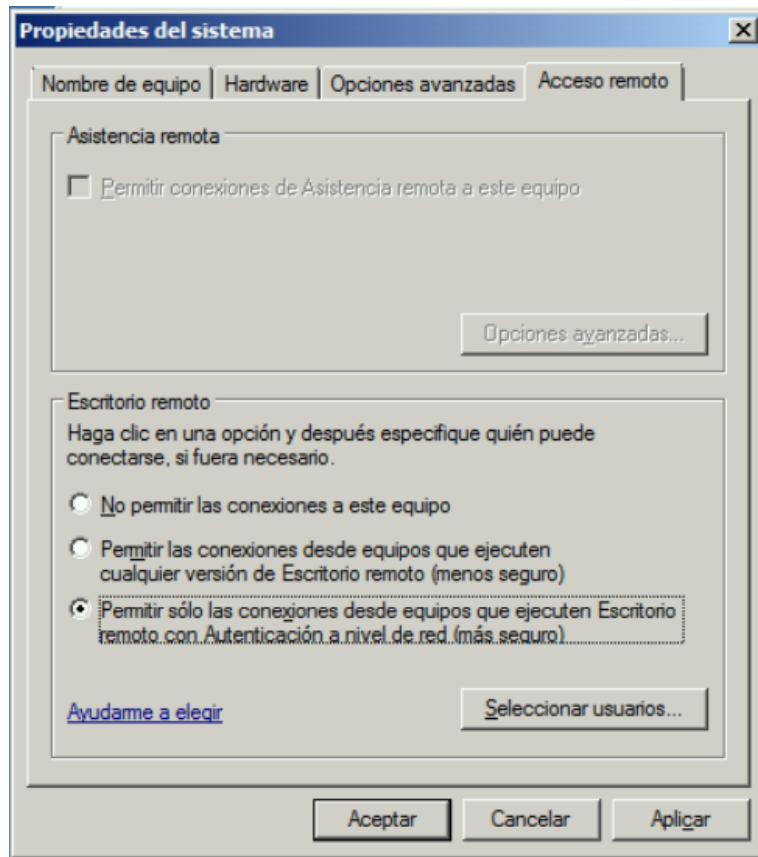 Propiedades del sistema
Nombre de equipo
Hardware
Opciones avanzadas
Acceso remoto
Asistencia remota
Permitir conexiones de Asistencia remota a este equipo
Opciones avanzadas...
Escritorio remoto
Haga clic en una opción y después especifique quién puede
conectarse, si fuera necesario.
No permitir las conexiones a este equipo
Permitir las conexiones desde equipos que ejecuten
cualquier versión de Escritorio remoto (menos seguro)
Permitir sólo las conexiones desde equipos que ejecuten Escritorio
remoto con Autenticación a nivel de red (más seguro)
Ayudarme a elegir
Seleccionar usuarios...
Aceptar
Cancelar
Aplicar